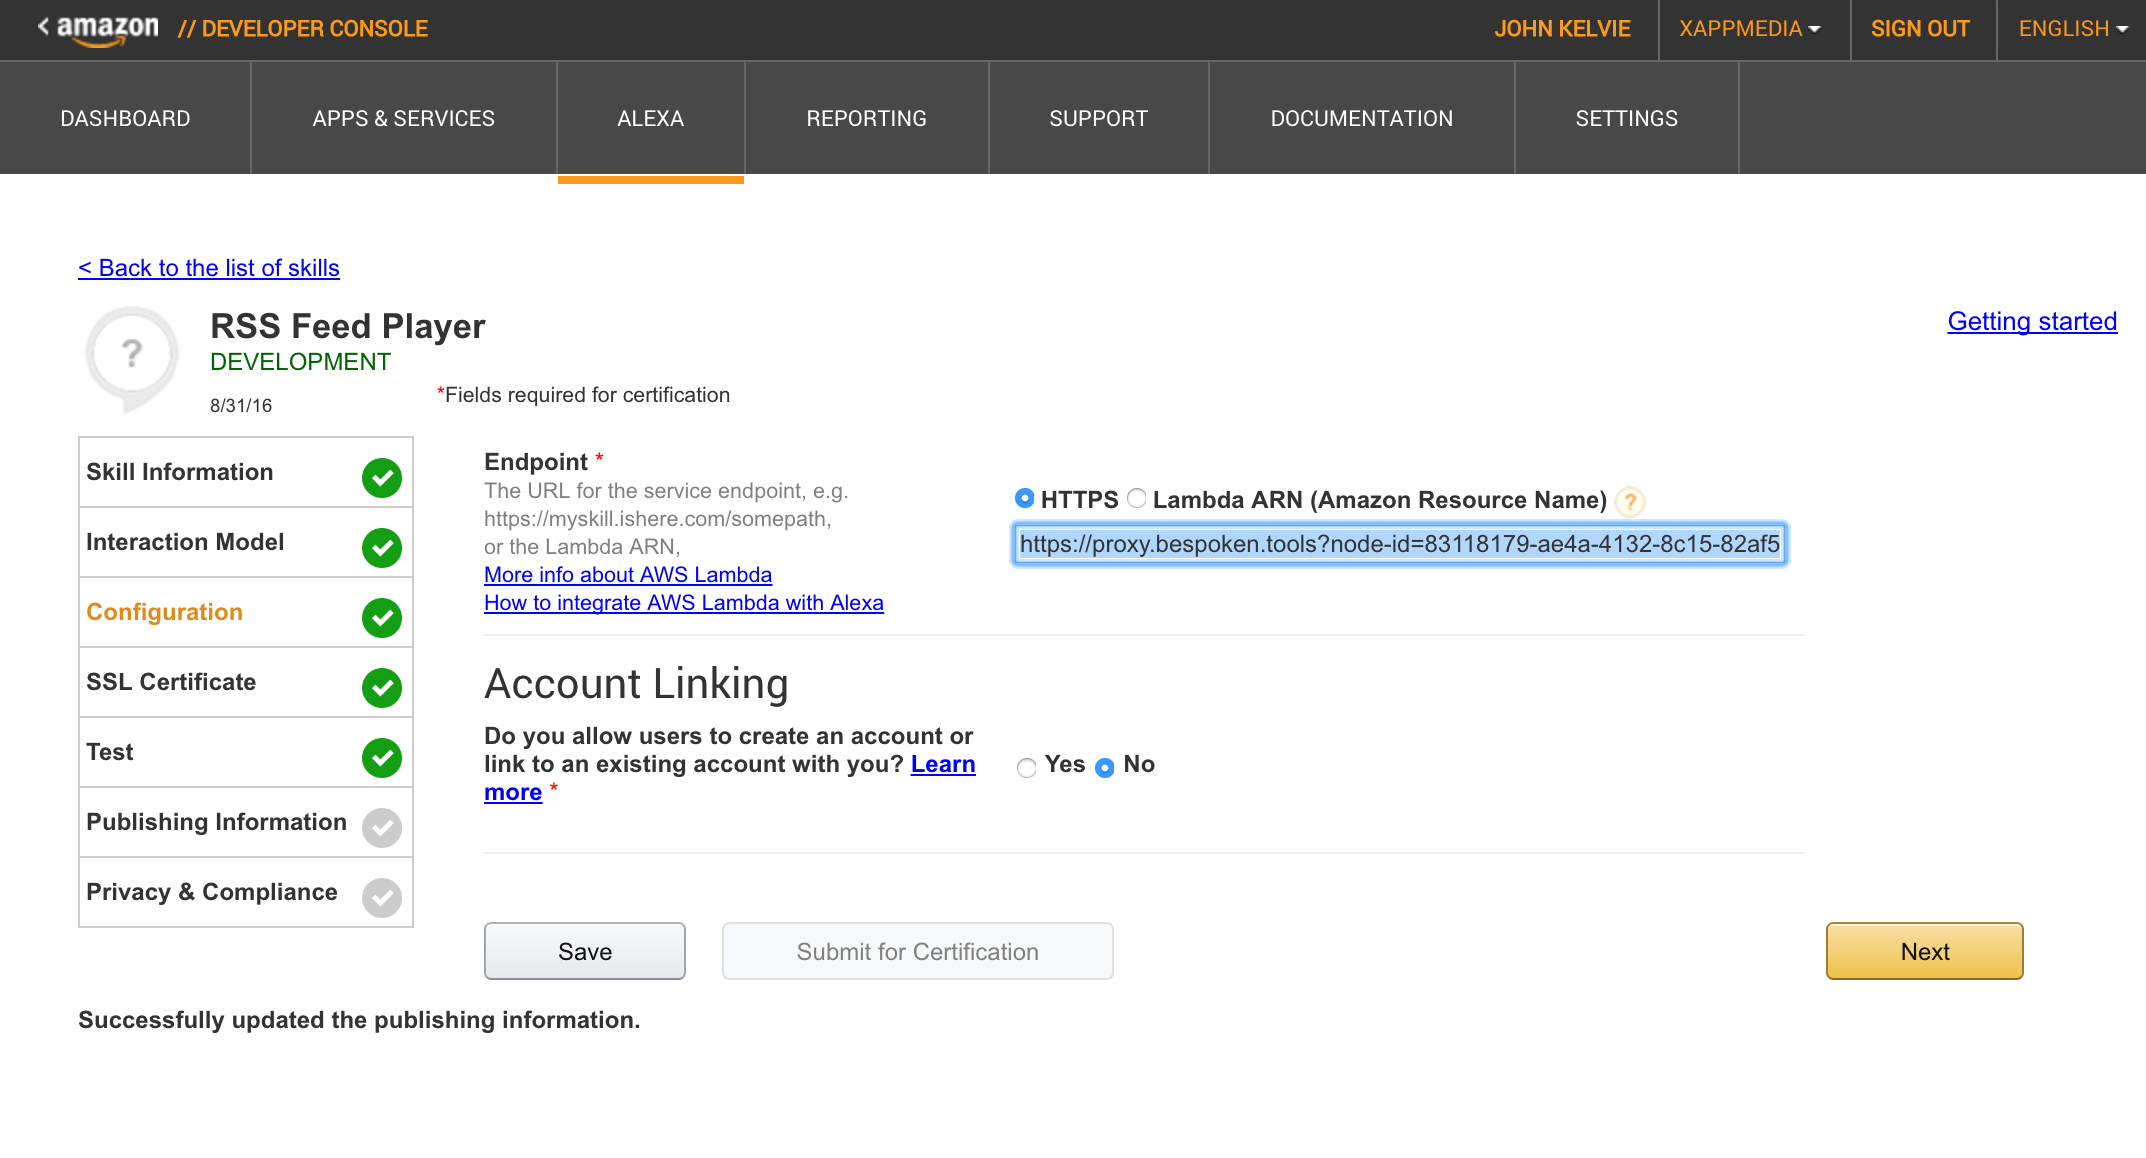 < amazon // DEVELOPER CONSOLE JOHN KELVIE XAPPMEDIA SIGN OUT ENGLISH
DASHBOARD APPS & SERVICES ALEXA REPORTING SUPPORT DOCUMENTATION SETTINGS
< Back to the list of skills
RSS Feed Player
DEVELOPMENT
8/31/16
Getting started
*Fields required for certification
Skill Information
Interaction Model
Configuration
SSL Certificate
Test
Publishing Information
Privacy & Compliance
Endpoint *
The URL for the service endpoint, e.g.
https://myskill.ishere.com/somepath,
or the Lambda ARN,
More info about AWS Lambda
How to integrate AWS Lambda with Alexa
HTTPS Lambda ARN (Amazon Resource Name) ?
https://proxy.bespoken.tools?node-id=83118179-ae4a-4132-8c15-82af5
Account Linking
Do you allow users to create an account or
link to an existing account with you? Learn
more *
Yes No
Save Submit for Certification Next
Successfully updated the publishing information.